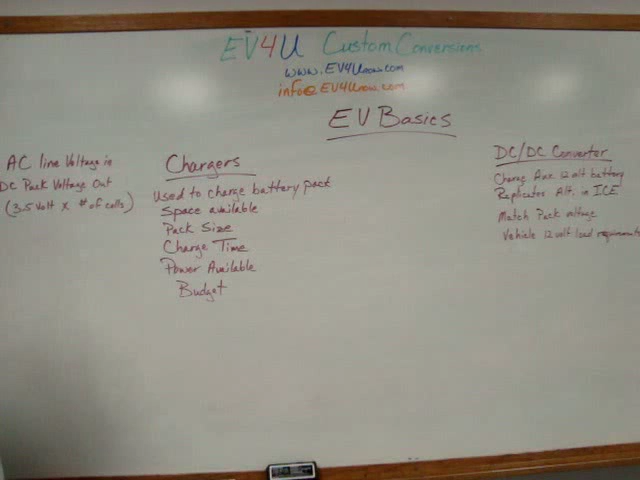 EV4U Custom Conversions
www.EV4Unow.com
info@EV4Unow.com
EV Basics
AC line Voltage in
DC Pack Voltage Out
(3.5 Volt x # of cells)
Chargers
Used to charge battery pack
Space available
Pack Size
Charge Time
Power Available
Budget
DC/DC Converter
Charge Aux 12 volt battery
Replicates Alt. in ICE
Match Pack voltage
Vehicle 12 volt load requirements